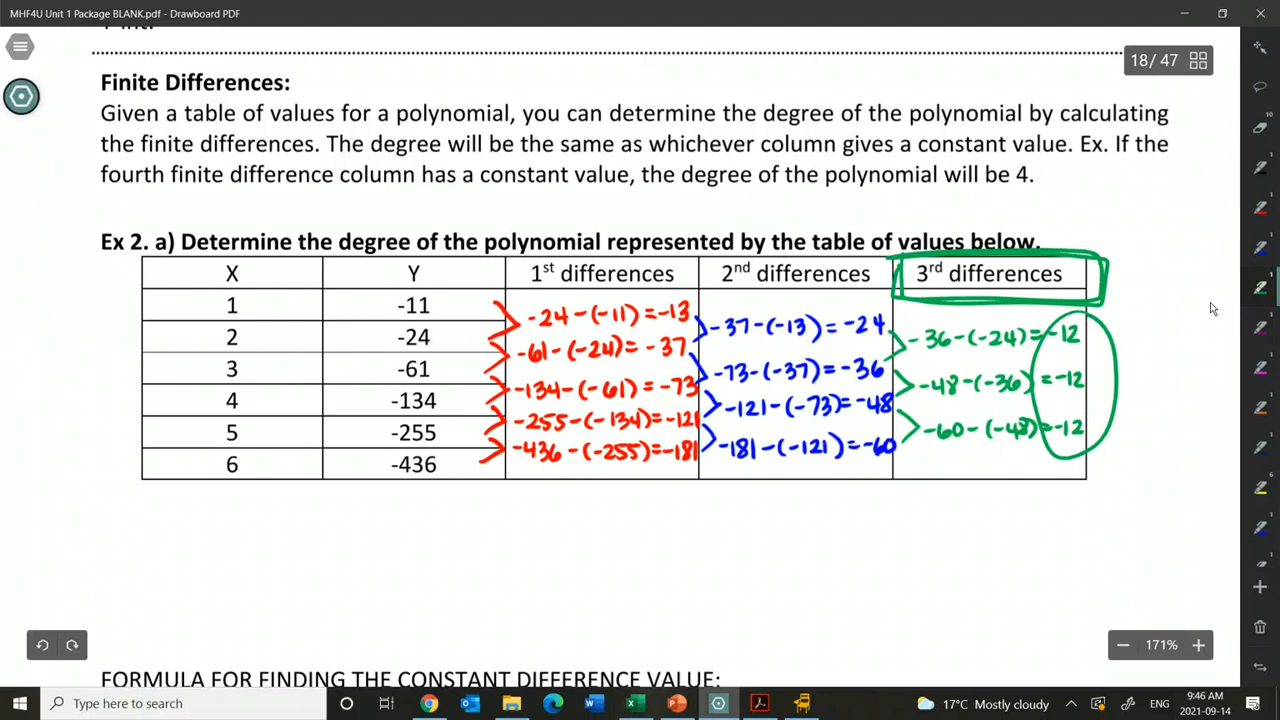 MHF4U Unit 1 Package BLANK.pdf - Drawboard PDF
18 / 47
Finite Differences:
Given a table of values for a polynomial, you can determine the degree of the polynomial by calculating
the finite differences. The degree will be the same as whichever column gives a constant value. Ex. If the
fourth finite difference column has a constant value, the degree of the polynomial will be 4.
Ex 2. a) Determine the degree of the polynomial represented by the table of values below.
X Y 1st differences 2nd differences 3rd differences
1 -11
-24-(-11)=-13
-37-(-13)=-24
2 -24
-36-(-24)=-12
-61-(-24)=-37
3 -61
-73-(-37)=-36
-134-(-61)=-73
-48-(-36)=-12
4 -134
-121-(-73)=-48
-255-(-134)=-121
5 -255
-60-(-48)=-12
-436-(-255)=-181
-181-(-121)=-60
6 -436
171%
FORMULA FOR FINDING THE CONSTANT DIFFERENCE VALUE:
Type here to search
17°C Mostly cloudy
ENG
9:46 AM
2021-09-14